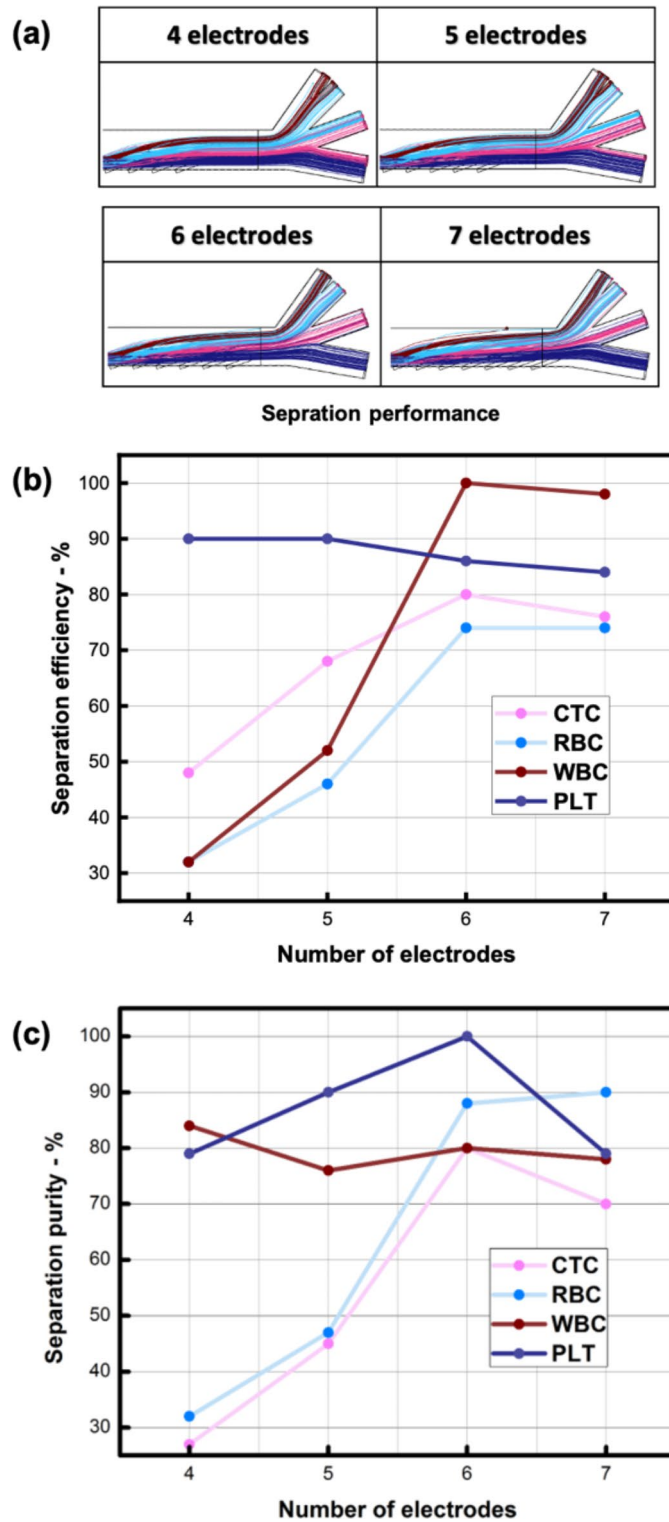 (a)
4 electrodes
5 electrodes
6 electrodes
7 electrodes
Sepration performance
(b)
100
90
80
70
60
50
40
30
Separation efficiency - %
CTC
RBC
WBC
PLT
4
5
6
7
Number of electrodes
(c)
100
90
80
70
60
50
40
30
Separation purity - %
CTC
RBC
WBC
PLT
4
5
6
7
Number of electrodes